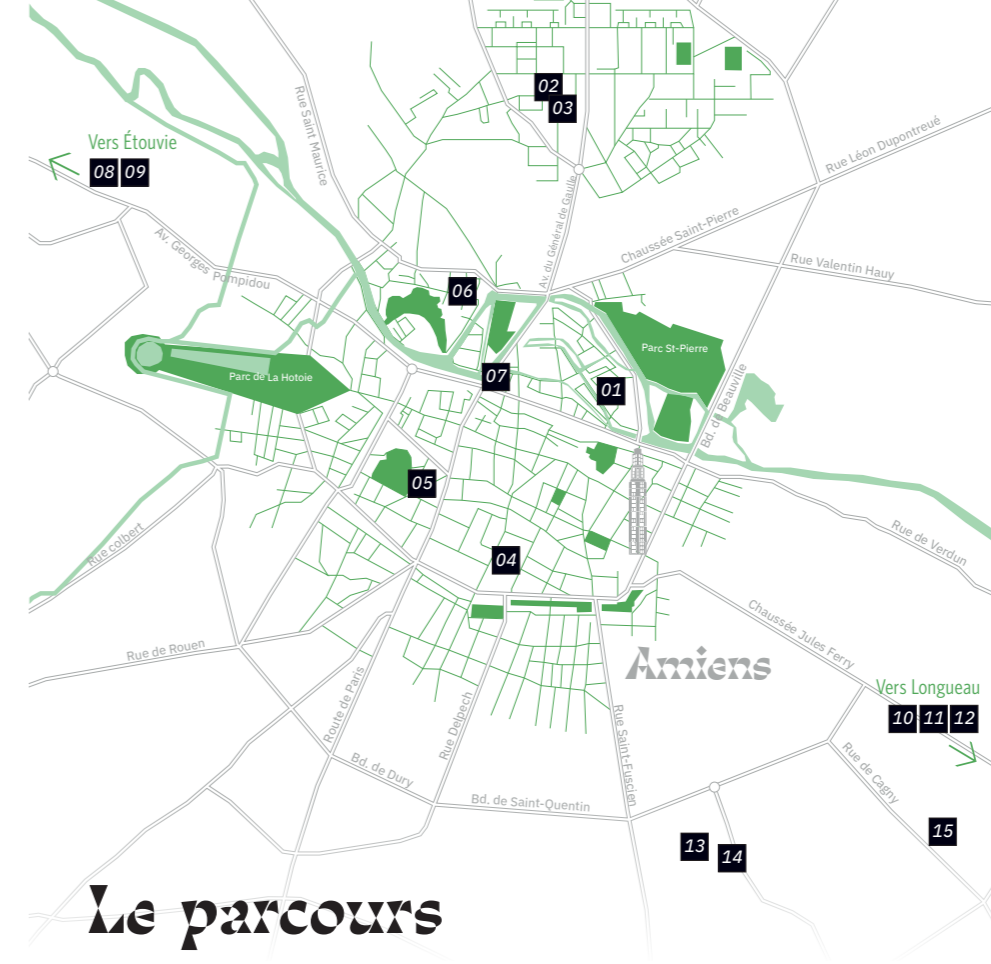 02
03
Rue Saint Maurice
Rue Léon Dupontreué
Vers Étouvie
08 09
Av. du Général de Gaulle
Chaussée Saint-Pierre
Av. Georges Pompidou
Rue Valentin Hauy
06
Parc St-Pierre
Parc de La Hotoie
07
01
Bd. de Beauville
05
Rue colbert
Rue de Verdun
04
Chaussée Jules Ferry
Rue de Rouen
Amiens
Vers Longueau
10 11 12
Route de Paris
Rue Delpech
Rue Saint-Fuscien
Bd. de Dury
Rue de Cagny
Bd. de Saint-Quentin
15
13
14
Le parcours